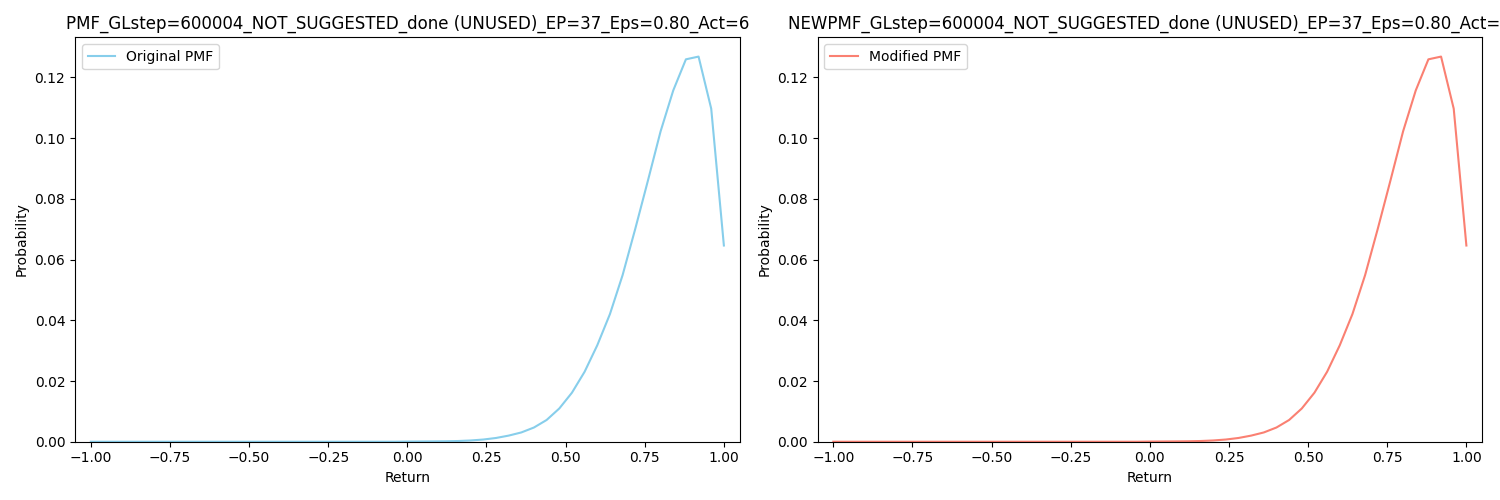 PMF_GLstep=600004_NOT_SUGGESTED_done (UNUSED)_EP=37_Eps=0.80_Act=6
Original PMF
Probability
0.12
0.10
0.08
0.06
0.04
0.02
0.00
−1.00 −0.75 −0.50 −0.25 0.00 0.25 0.50 0.75 1.00
Return
NEWPMF_GLstep=600004_NOT_SUGGESTED_done (UNUSED)_EP=37_Eps=0.80_Act=
Modified PMF
Probability
0.12
0.10
0.08
0.06
0.04
0.02
0.00
−1.00 −0.75 −0.50 −0.25 0.00 0.25 0.50 0.75 1.00
Return